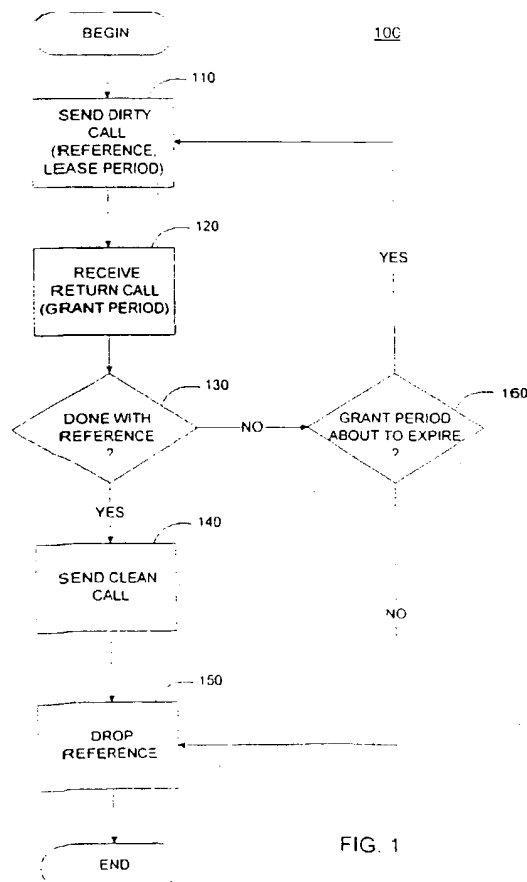 BEGIN
100
110
SEND DIRTY
CALL
(REFERENCE,
LEASE PERIOD)
120
RECEIVE
RETURN CALL
(GRANT PERIOD)
YES
130
DONE WITH
REFERENCE
?
NO
160
GRANT PERIOD
ABOUT TO EXPIRE
?
YES
140
SEND CLEAN
CALL
NO
150
DROP
REFERENCE
END
FIG. 1